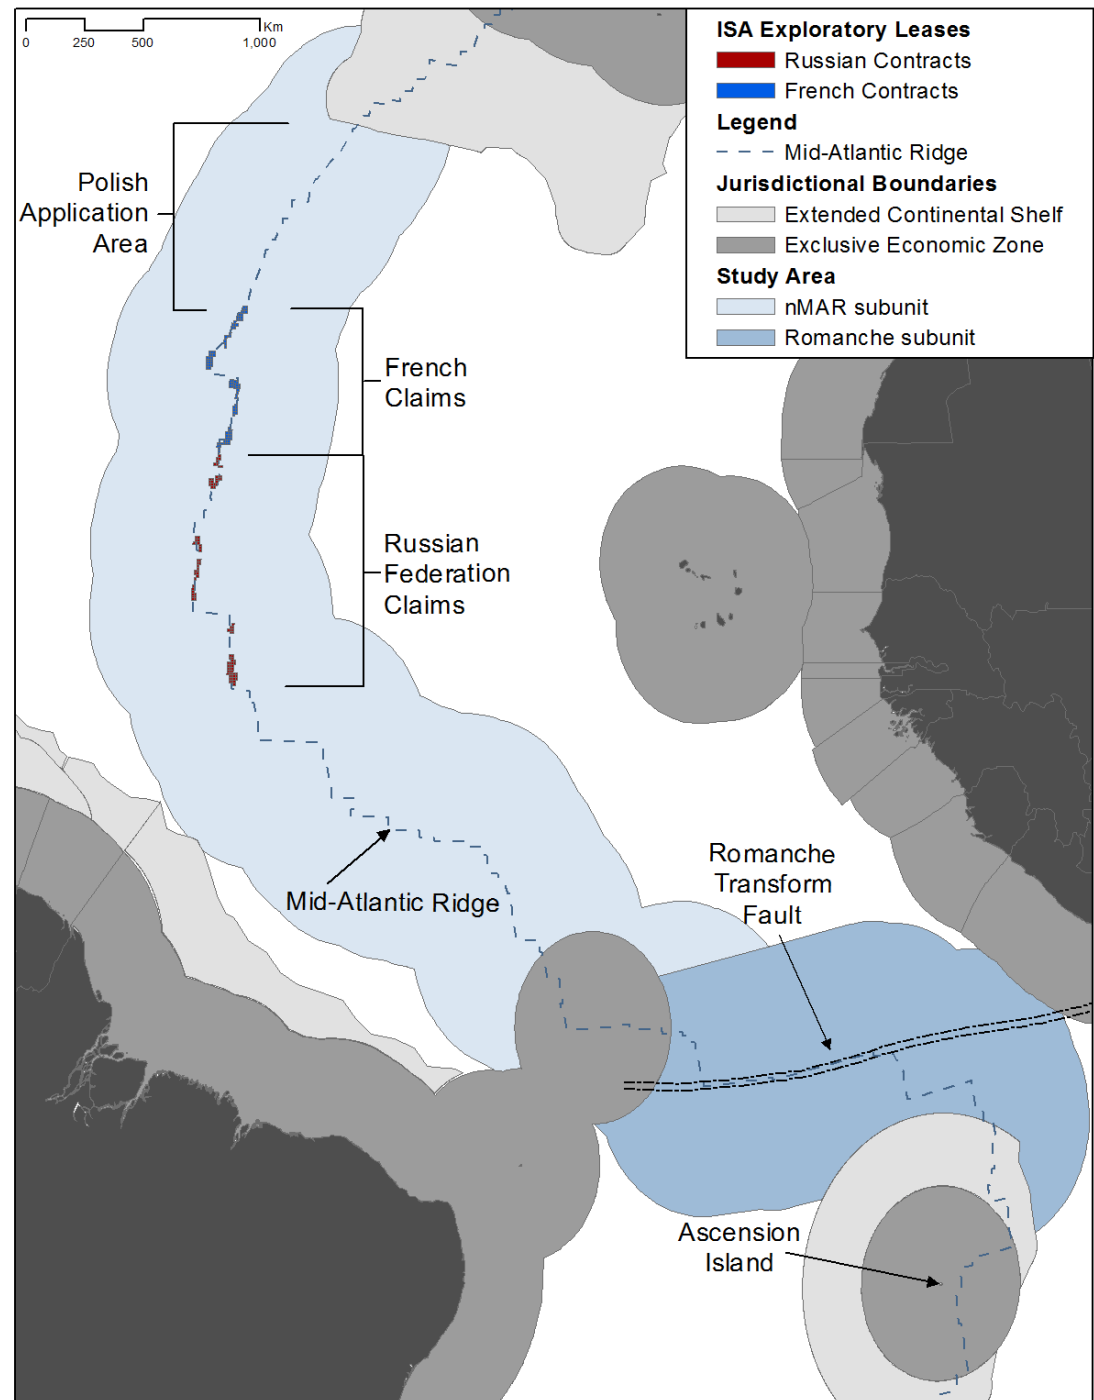 Km
0 250 500 1,000
ISA Exploratory Leases
Russian Contracts
French Contracts
Legend
Mid-Atlantic Ridge
Jurisdictional Boundaries
Extended Continental Shelf
Exclusive Economic Zone
Study Area
nMAR subunit
Romanche subunit
Polish
Application
Area
French
Claims
Russian
Federation
Claims
Mid-Atlantic Ridge
Romanche
Transform
Fault
Ascension
Island